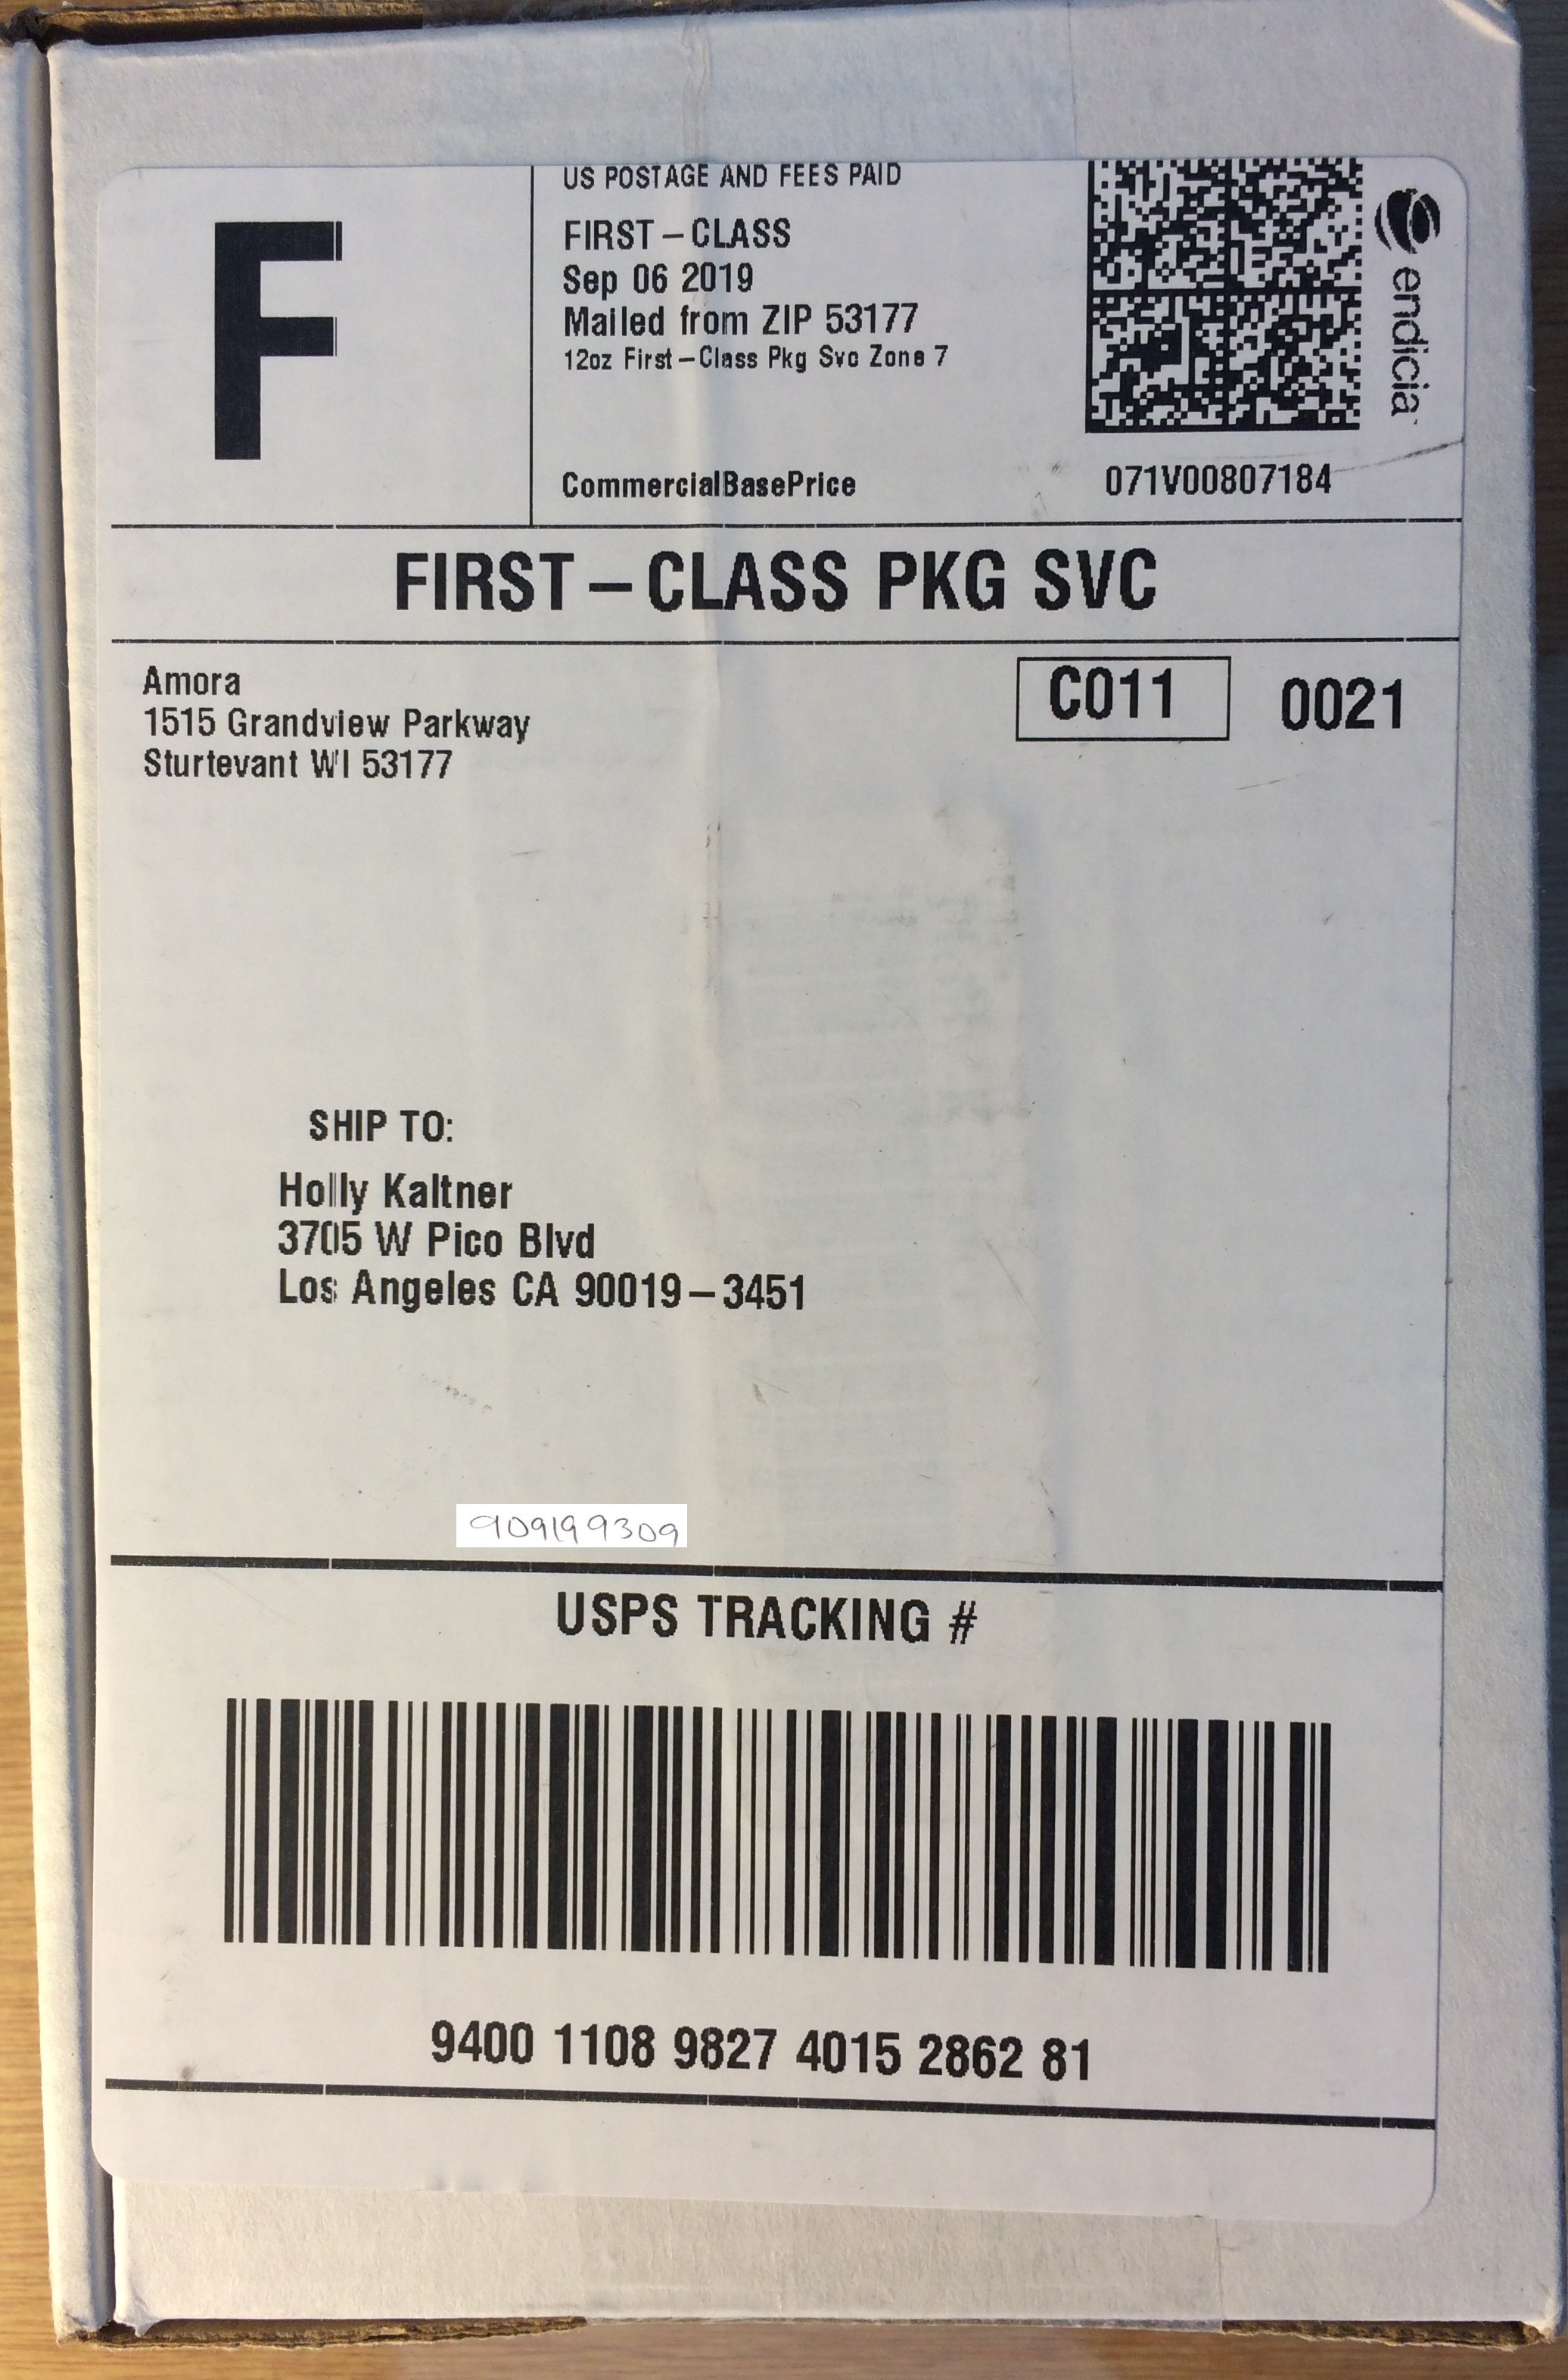 F
US POSTAGE AND FEES PAID
FIRST-CLASS
Sep 06 2019
Mailed from ZIP 53177
12oz First-Class Pkg Svc Zone 7
CommercialBasePrice
endicia
071V00807184
FIRST-CLASS PKG SVC
Amora
1515 Grandview Parkway
Sturtevant WI 53177
C011
0021
SHIP TO:
Holly Kaltner
3705 W Pico Blvd
Los Angeles CA 90019-3451
909199309
USPS TRACKING #
9400 1108 9827 4015 2862 81